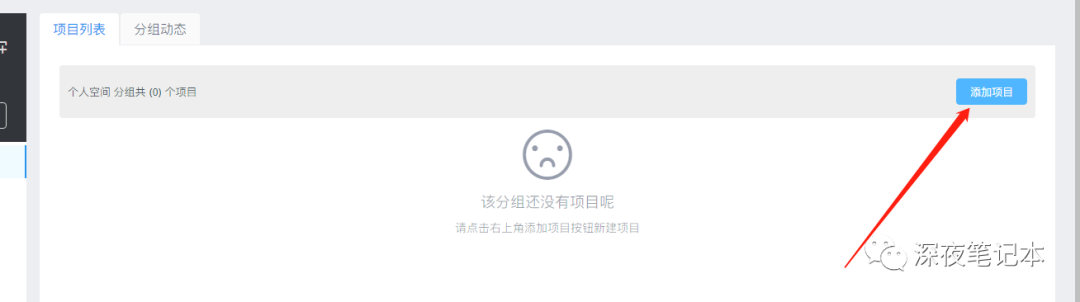 项目列表 分组动态
个人空间 分组共 (0) 个项目 添加项目
该分组还没有项目呢
请点击右上角添加项目按钮新建项目
深夜笔记本